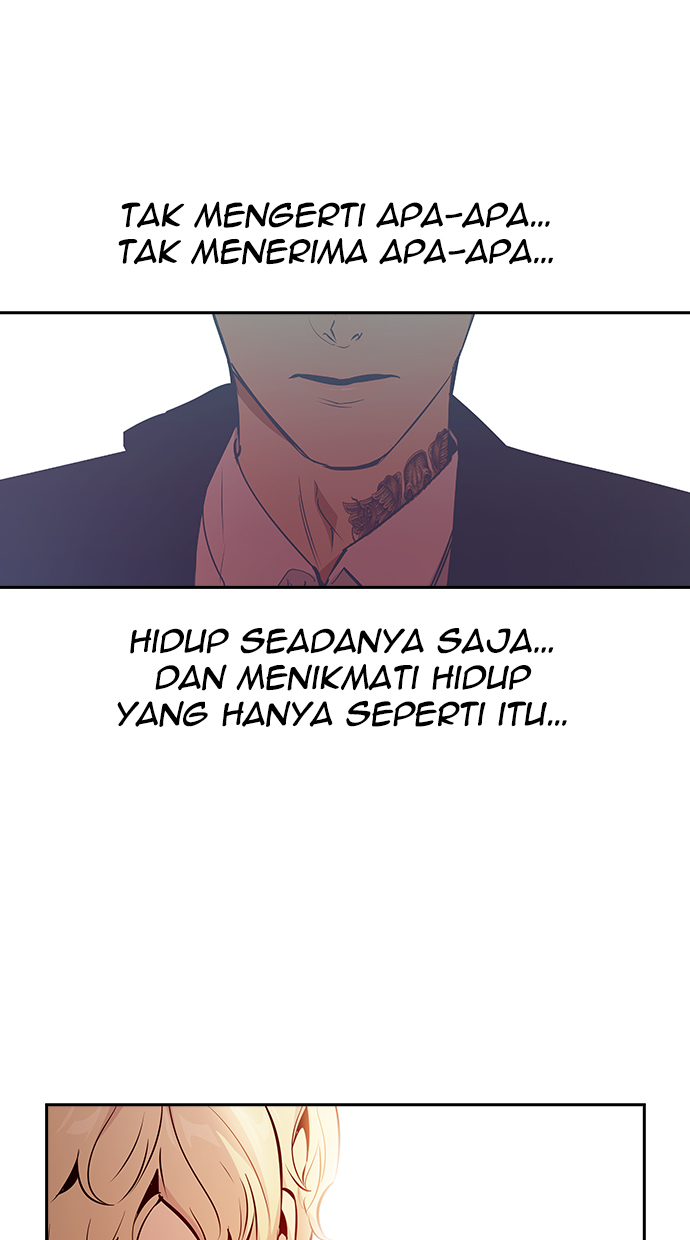 TAK MENGERTI APA-APA...
TAK MENERIMA APA-APA...
HIDUP SEADANYA SAJA...
DAN MENIKMATI HIDUP
YANG HANYA SEPERTI ITU...